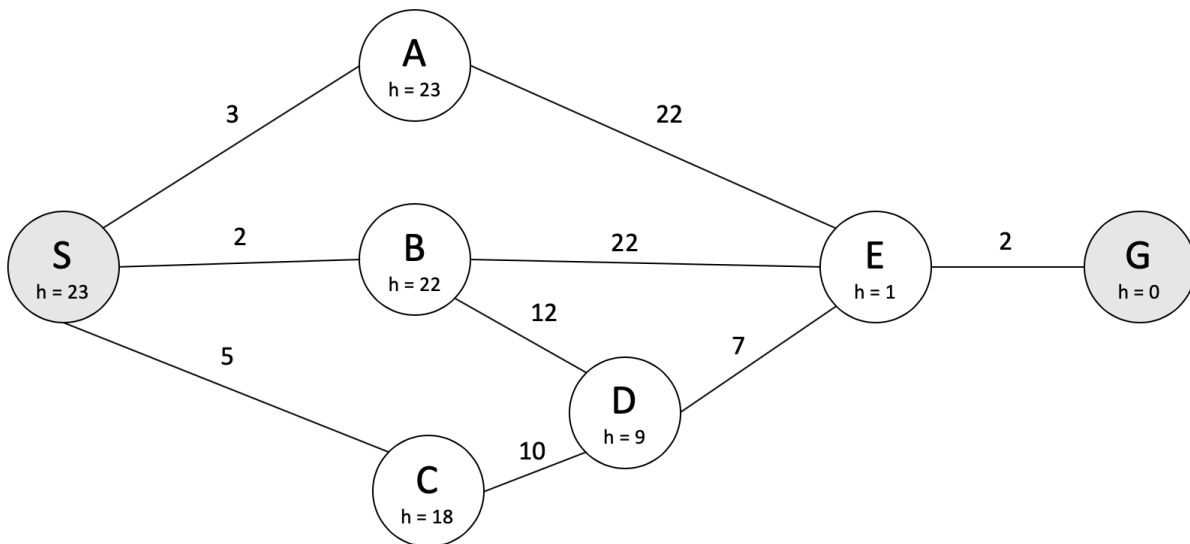 A
h = 23
3
22
S
h = 23
2
B
h = 22
22
E
h = 1
2
G
h = 0
12
5
7
D
h = 9
10
C
h = 18